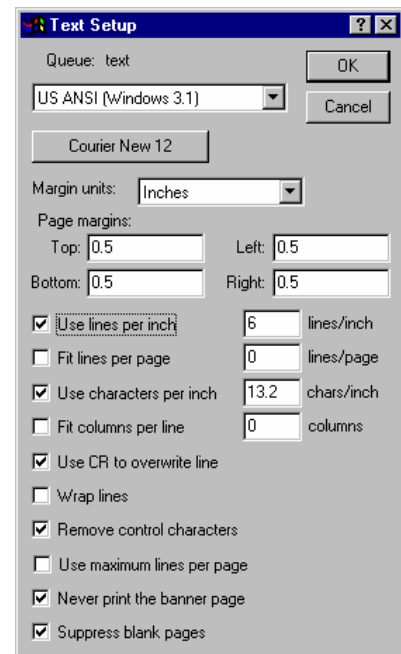 Text Setup
Queue: text
OK
US ANSI (Windows 3.1)
Cancel
Courier New 12
Margin units: Inches
Page margins:
Top: 0.5 Left: 0.5
Bottom: 0.5 Right: 0.5
Use lines per inch 6 lines/inch
Fit lines per page 0 lines/page
Use characters per inch 13.2 chars/inch
Fit columns per line 0 columns
Use CR to overwrite line
Wrap lines
Remove control characters
Use maximum lines per page
Never print the banner page
Suppress blank pages